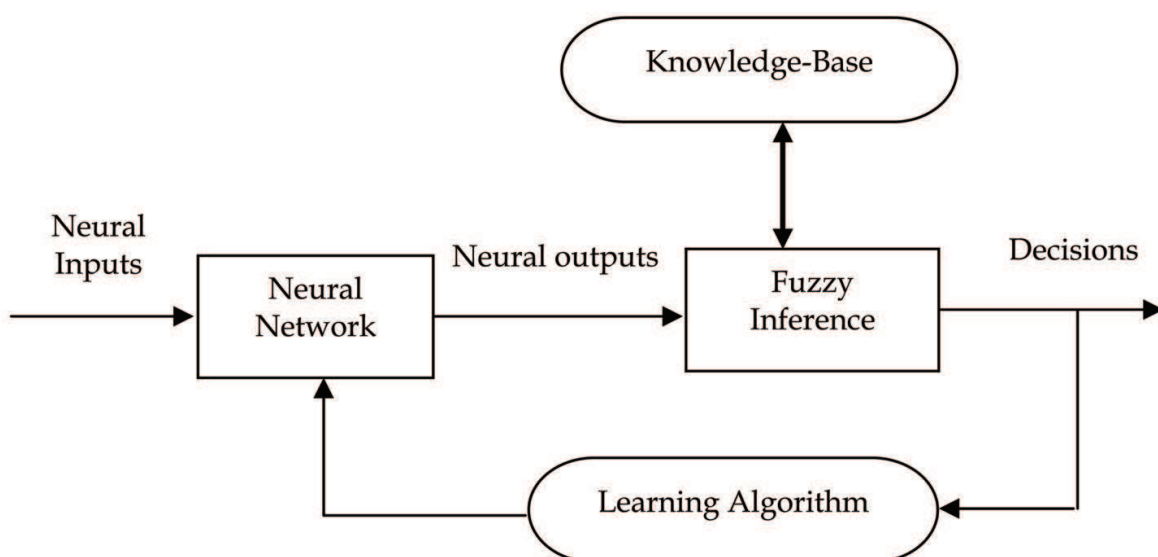 Knowledge-Base
Neural
Inputs
Neural outputs
Decisions
Neural
Network
Fuzzy
Inference
Learning Algorithm